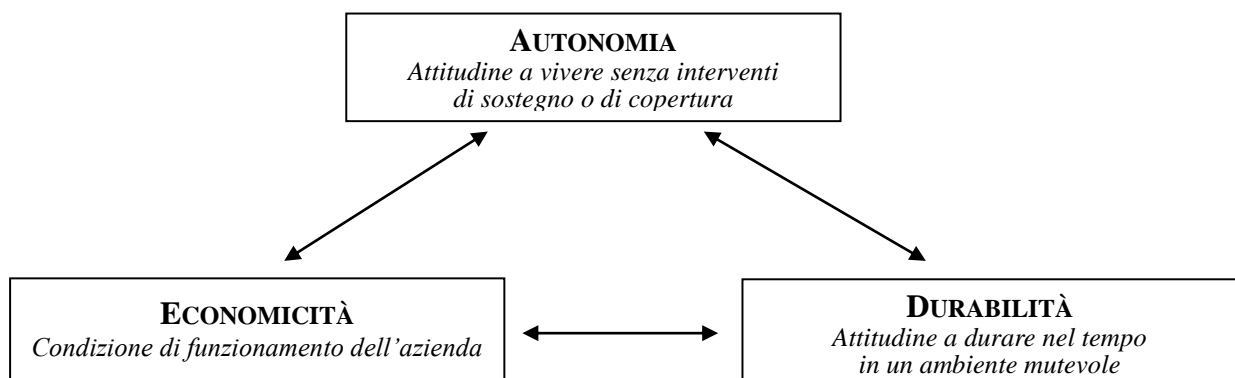 AUTONOMIA
Attitudine a vivere senza interventi
di sostegno o di copertura
ECONOMICITÀ
Condizione di funzionamento dell'azienda
DURABILITÀ
Attitudine a durare nel tempo
in un ambiente mutevole